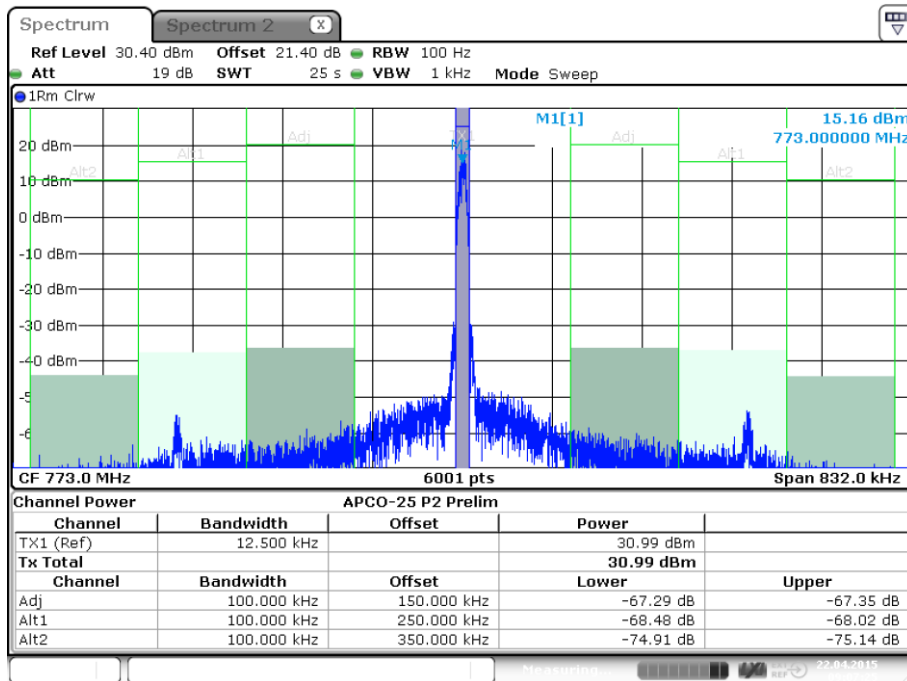 Spectrum Spectrum 2 X
Ref Level 30.40 dBm Offset 21.40 dB RBW 100 Hz
Att 19 dB SWT 25 s VBW 1 kHz Mode Sweep
1Rm Clrw
M1[1] 15.16 dBm
773.000000 MHz
20 dBm
Adj Adj
Alt1 Alt1
Alt2 Alt2
10 dBm
0 dBm
-10 dBm
-20 dBm
-30 dBm
-40 dBm
CF 773.0 MHz 6001 pts Span 832.0 kHz
Channel Power APCO-25 P2 Prelim
Channel Bandwidth Offset Power
TX1 (Ref) 12.500 kHz 30.99 dBm
Tx Total 30.99 dBm
Channel Bandwidth Offset Lower Upper
Adj 100.000 kHz 150.000 kHz -67.29 dB -67.35 dB
Alt1 100.000 kHz 250.000 kHz -68.48 dB -68.02 dB
Alt2 100.000 kHz 350.000 kHz -74.91 dB -75.14 dB
Measuring... REF 22.04.2015